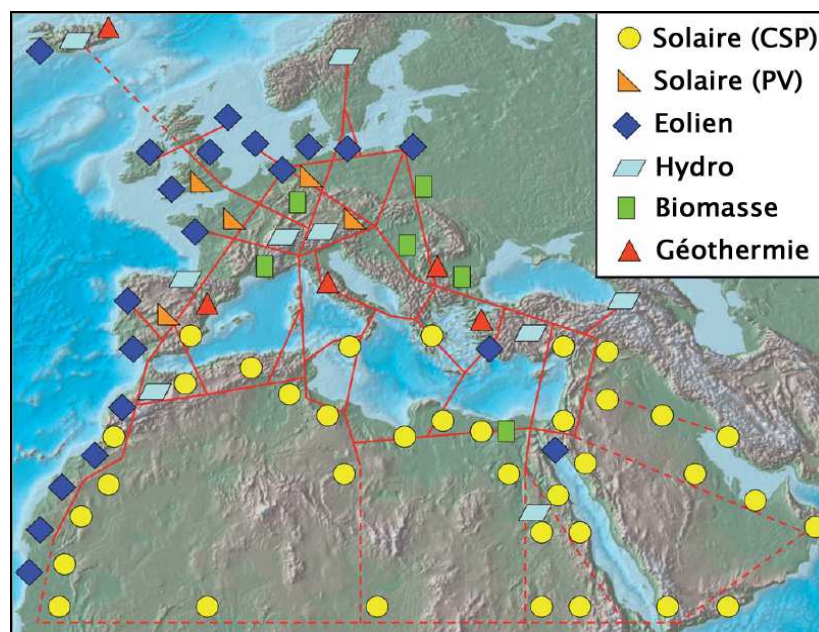 Solaire (CSP)
Solaire (PV)
Eolien
Hydro
Biomasse
Géothermie